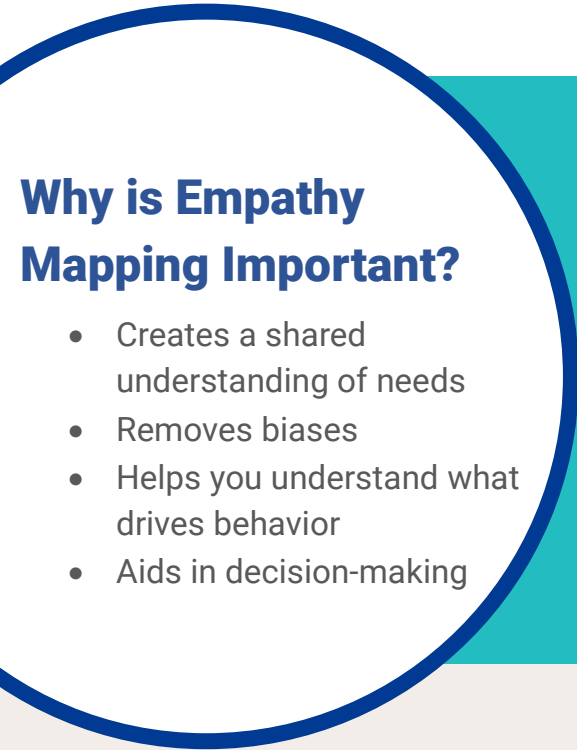 Why is Empathy
Mapping Important?
● Creates a shared
understanding of needs
● Removes biases
● Helps you understand what
drives behavior
● Aids in decision-making